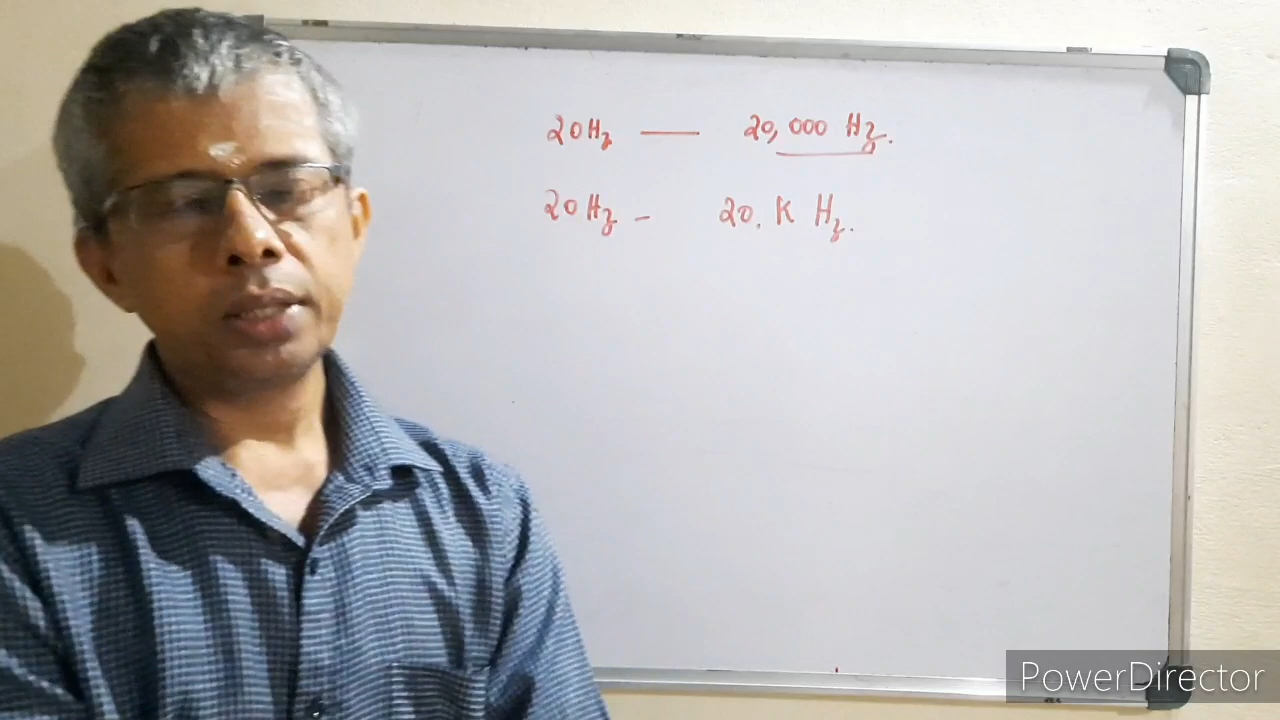 20Hz — 20,000 Hz.
20Hz - 20. K Hz.
PowerDirector